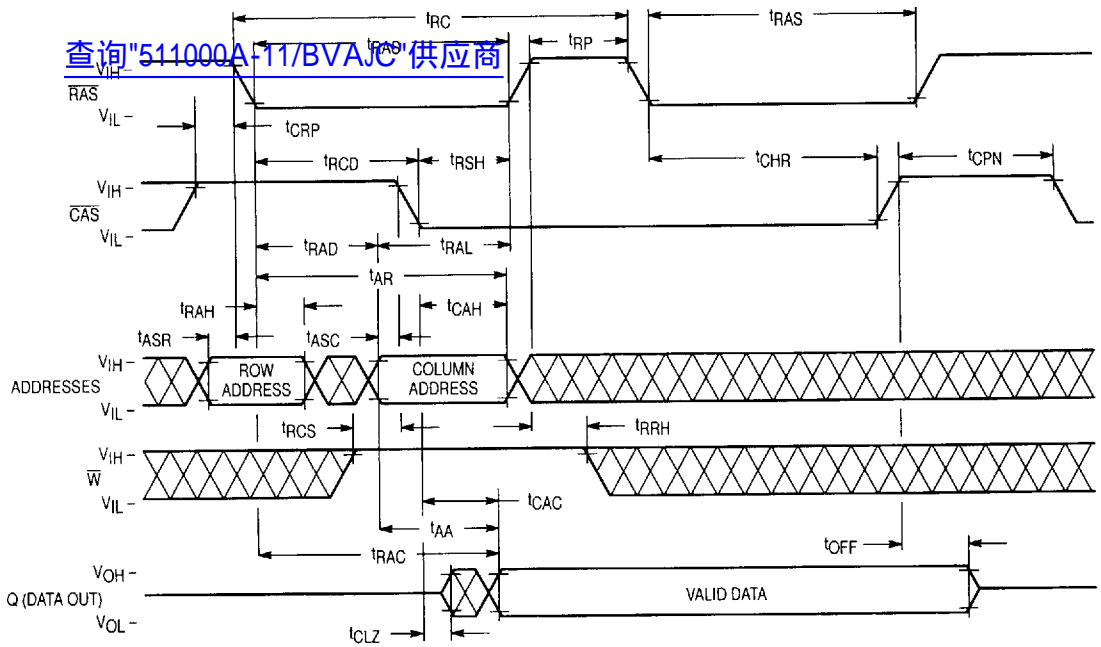 tRC
tRAS
查询"511000A-11/BVAJC"供应商
tRAS
tRP
VIH
RAS
VIL
tCRP
tRCD
tRSH
tCHR
tCPN
VIH
CAS
VIL
tRAD
tRAL
tAR
tRAH
tCAH
tASR
tASC
VIH
ADDRESSES
ROW
ADDRESS
COLUMN
ADDRESS
VIL
tRCS
tRRH
VIH
W
VIL
tCAC
tAA
tRAC
tOFF
VOH
Q (DATA OUT)
VALID DATA
VOL
tCLZ